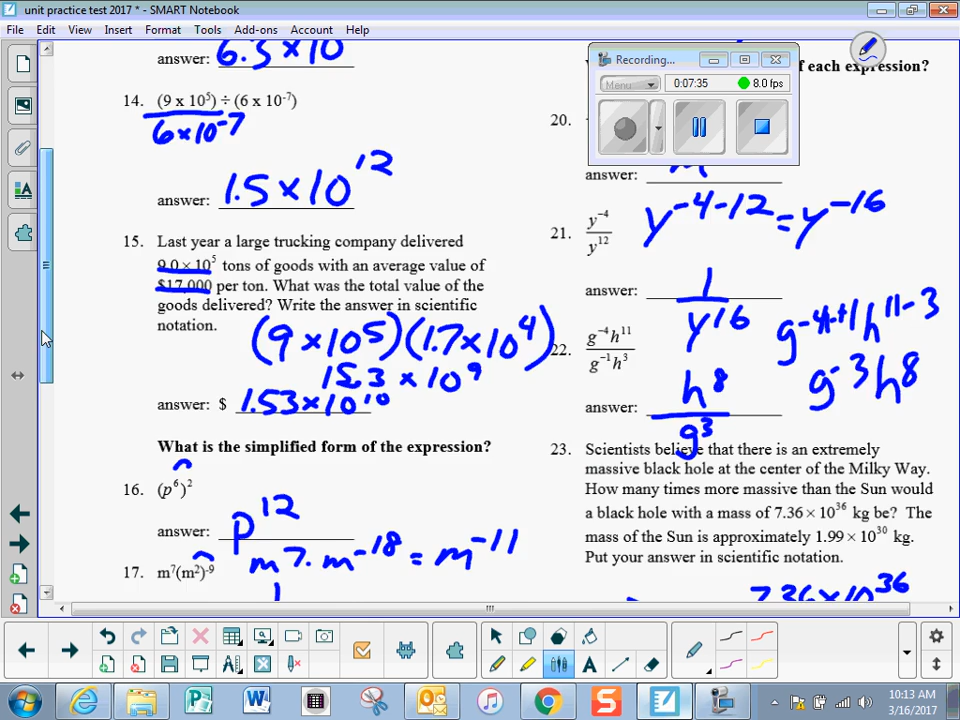 unit practice test 2017 * - SMART Notebook
File Edit View Insert Format Tools Add-ons Account Help
answer: 6.3 x 10
14. (9 x 10⁵) ÷ (6 x 10⁻⁷)
6 x 10⁻⁷
answer: 1.5 x 10¹²
15. Last year a large trucking company delivered
9.0 × 10⁵ tons of goods with an average value of
$17,000 per ton. What was the total value of the
goods delivered? Write the answer in scientific
notation.
(9 x 10⁵)(1.7 x 10⁴)
15.3 x 10⁹
answer: $ 1.53 x 10¹⁰
What is the simplified form of the expression?
16. (p⁶)²
answer: p¹²
m⁷ · m⁻¹⁸ = m⁻¹¹
17. m⁷(m²)⁻⁹
1
Recording...
Menu
0:07:35
8.0 fps
of each expression?
20.
answer:
y⁻⁴⁻¹² = y⁻¹⁶
21. y⁻⁴
y¹²
answer: 1
y16
g⁻⁴⁺¹h¹¹⁻³
22. g⁻⁴h¹¹
g⁻¹h³
g⁻³h⁸
answer: h⁸
g³
23. Scientists believe that there is an extremely
massive black hole at the center of the Milky Way.
How many times more massive than the Sun would
a black hole with a mass of 7.36 × 10³⁶ kg be? The
mass of the Sun is approximately 1.99 × 10³⁰ kg.
Put your answer in scientific notation.
7.36 x 10³⁶
10:13 AM
3/16/2017